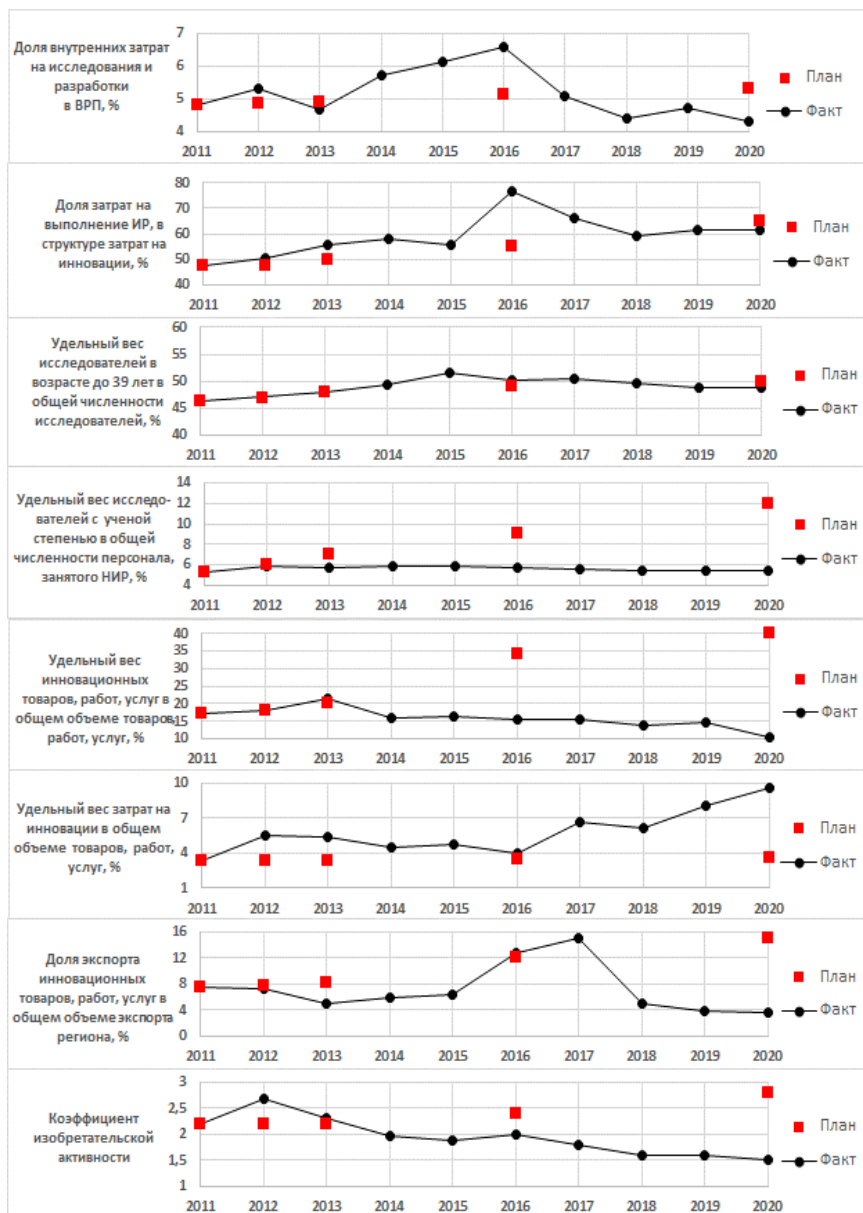 Доля внутренних затрат
на исследования и
разработки
в ВРП, %
7
6
5
4
2011 2012 2013 2014 2015 2016 2017 2018 2019 2020
План
Факт
Доля затрат на
выполнение ИР, в
структуре затрат на
инновации, %
80
70
60
50
40
2011 2012 2013 2014 2015 2016 2017 2018 2019 2020
План
Факт
Удельный вес
исследователей в
возрасте до 39 лет в
общей численности
исследователей, %
60
55
50
45
40
2011 2012 2013 2014 2015 2016 2017 2018 2019 2020
План
Факт
Удельный вес исследо-
вателей с ученой
степенью в общей
численности персонала,
занятого НИР, %
14
12
10
8
6
4
2011 2012 2013 2014 2015 2016 2017 2018 2019 2020
План
Факт
Удельный вес
инновационных
товаров, работ, услуг в
общем объеме товаров,
работ, услуг, %
40
35
30
25
20
15
10
2011 2012 2013 2014 2015 2016 2017 2018 2019 2020
План
Факт
Удельный вес затрат на
инновации в общем
объеме товаров, работ,
услуг, %
10
7
4
1
2011 2012 2013 2014 2015 2016 2017 2018 2019 2020
План
Факт
Доля экспорта
инновационных
товаров, работ, услуг в
общем объеме экспорта
региона, %
16
12
8
4
0
2011 2012 2013 2014 2015 2016 2017 2018 2019 2020
План
Факт
Коэффициент
изобретательской
активности
3
2,5
2
1,5
1
2011 2012 2013 2014 2015 2016 2017 2018 2019 2020
План
Факт